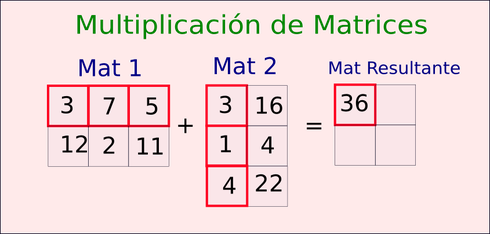 Multiplicación de Matrices
Mat 1
Mat 2
Mat Resultante
3 7 5
12 2 11
+
3 16
1 4
4 22
=
36